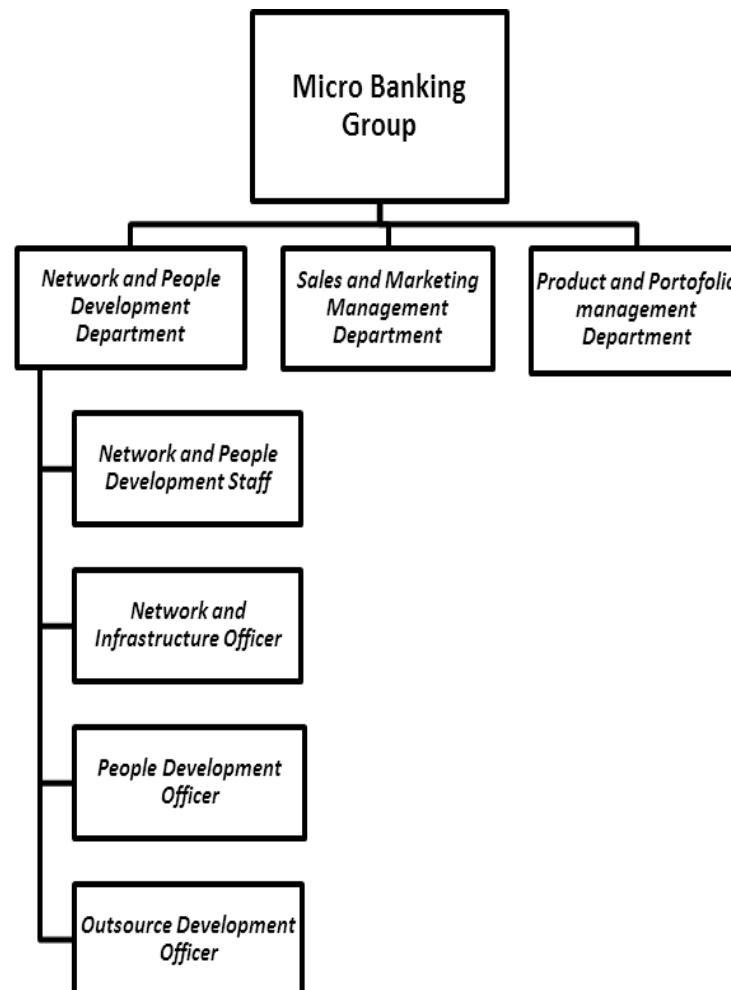 Micro Banking
Group
Network and People
Development
Department
Sales and Marketing
Management
Department
Product and Portofolio
management
Department
Network and People
Development Staff
Network and
Infrastructure Officer
People Development
Officer
Outsource Development
Officer